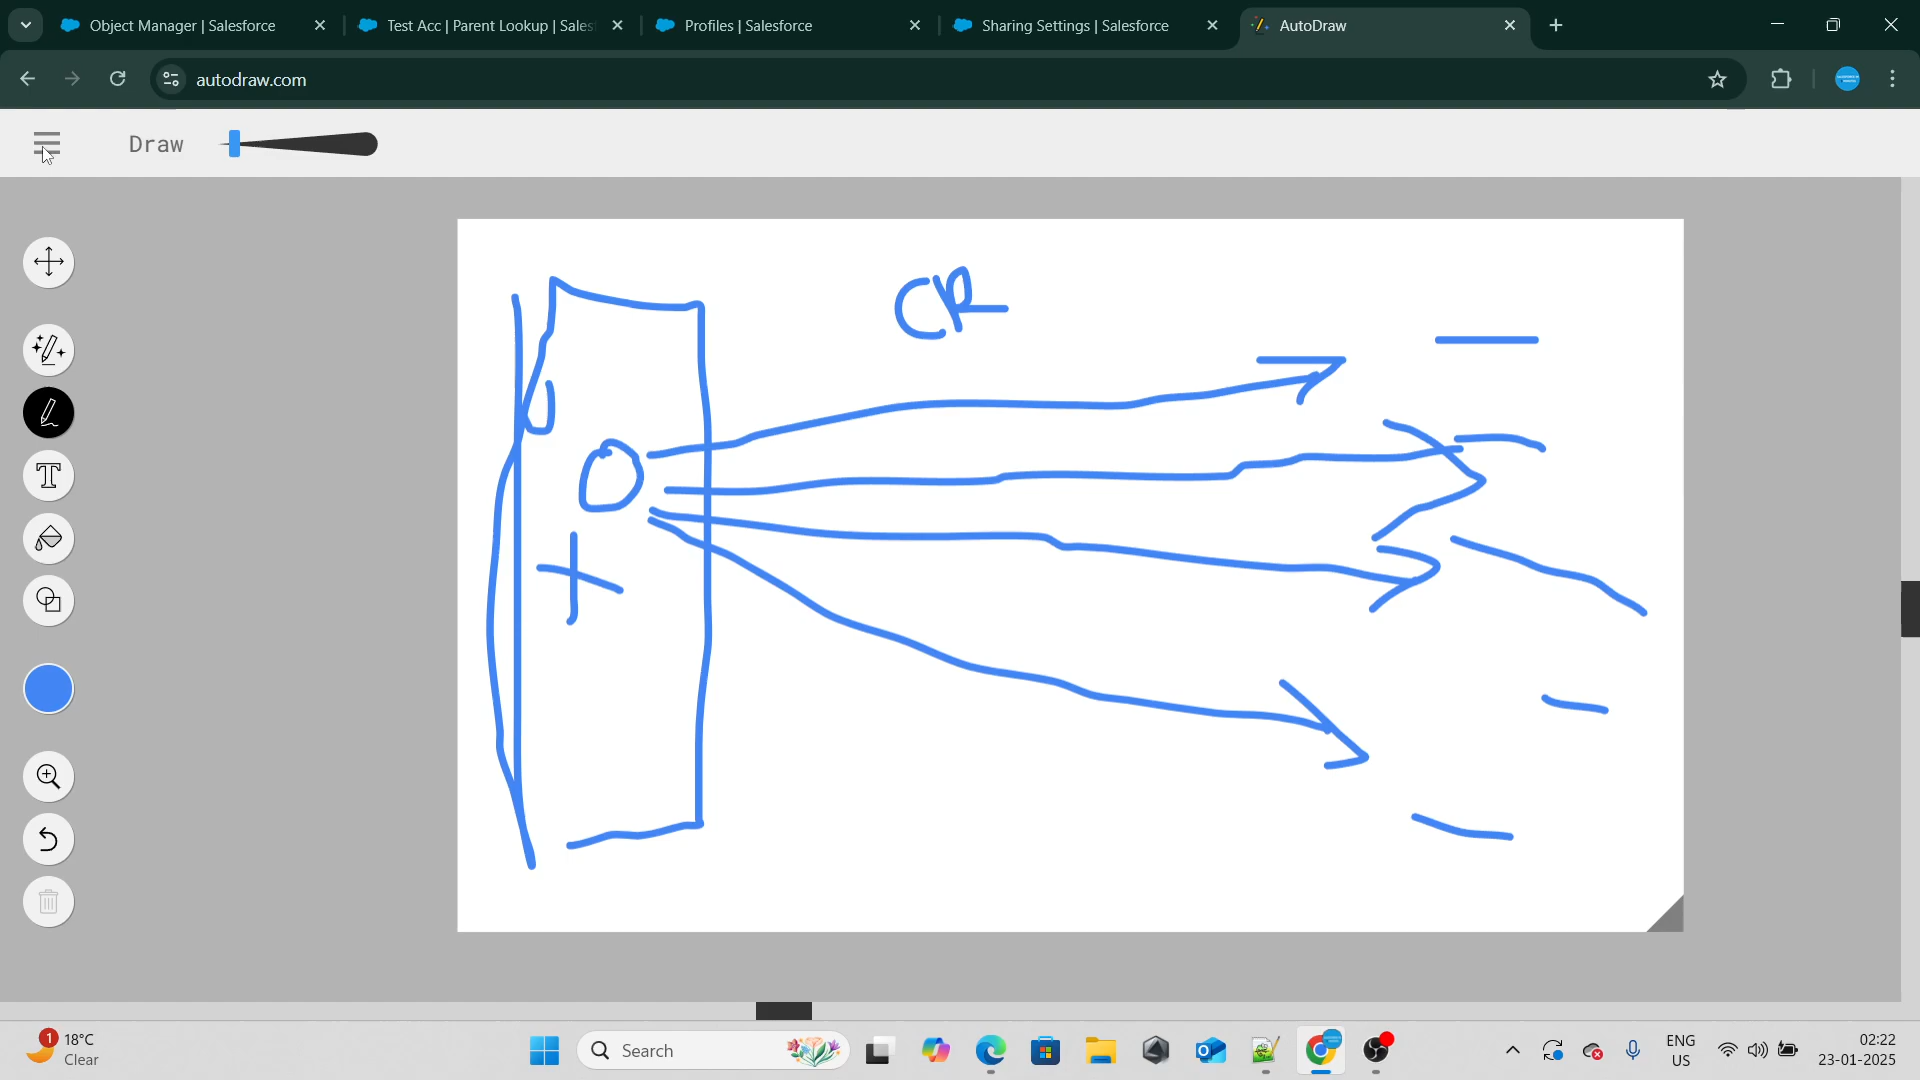 Object Manager | Salesforce
Test Acc | Parent Lookup | Sales
Profiles | Salesforce
Sharing Settings | Salesforce
AutoDraw
autodraw.com
Draw
CR
T
1
18°C
Clear
Search
ENG
US
02:22
23-01-2025